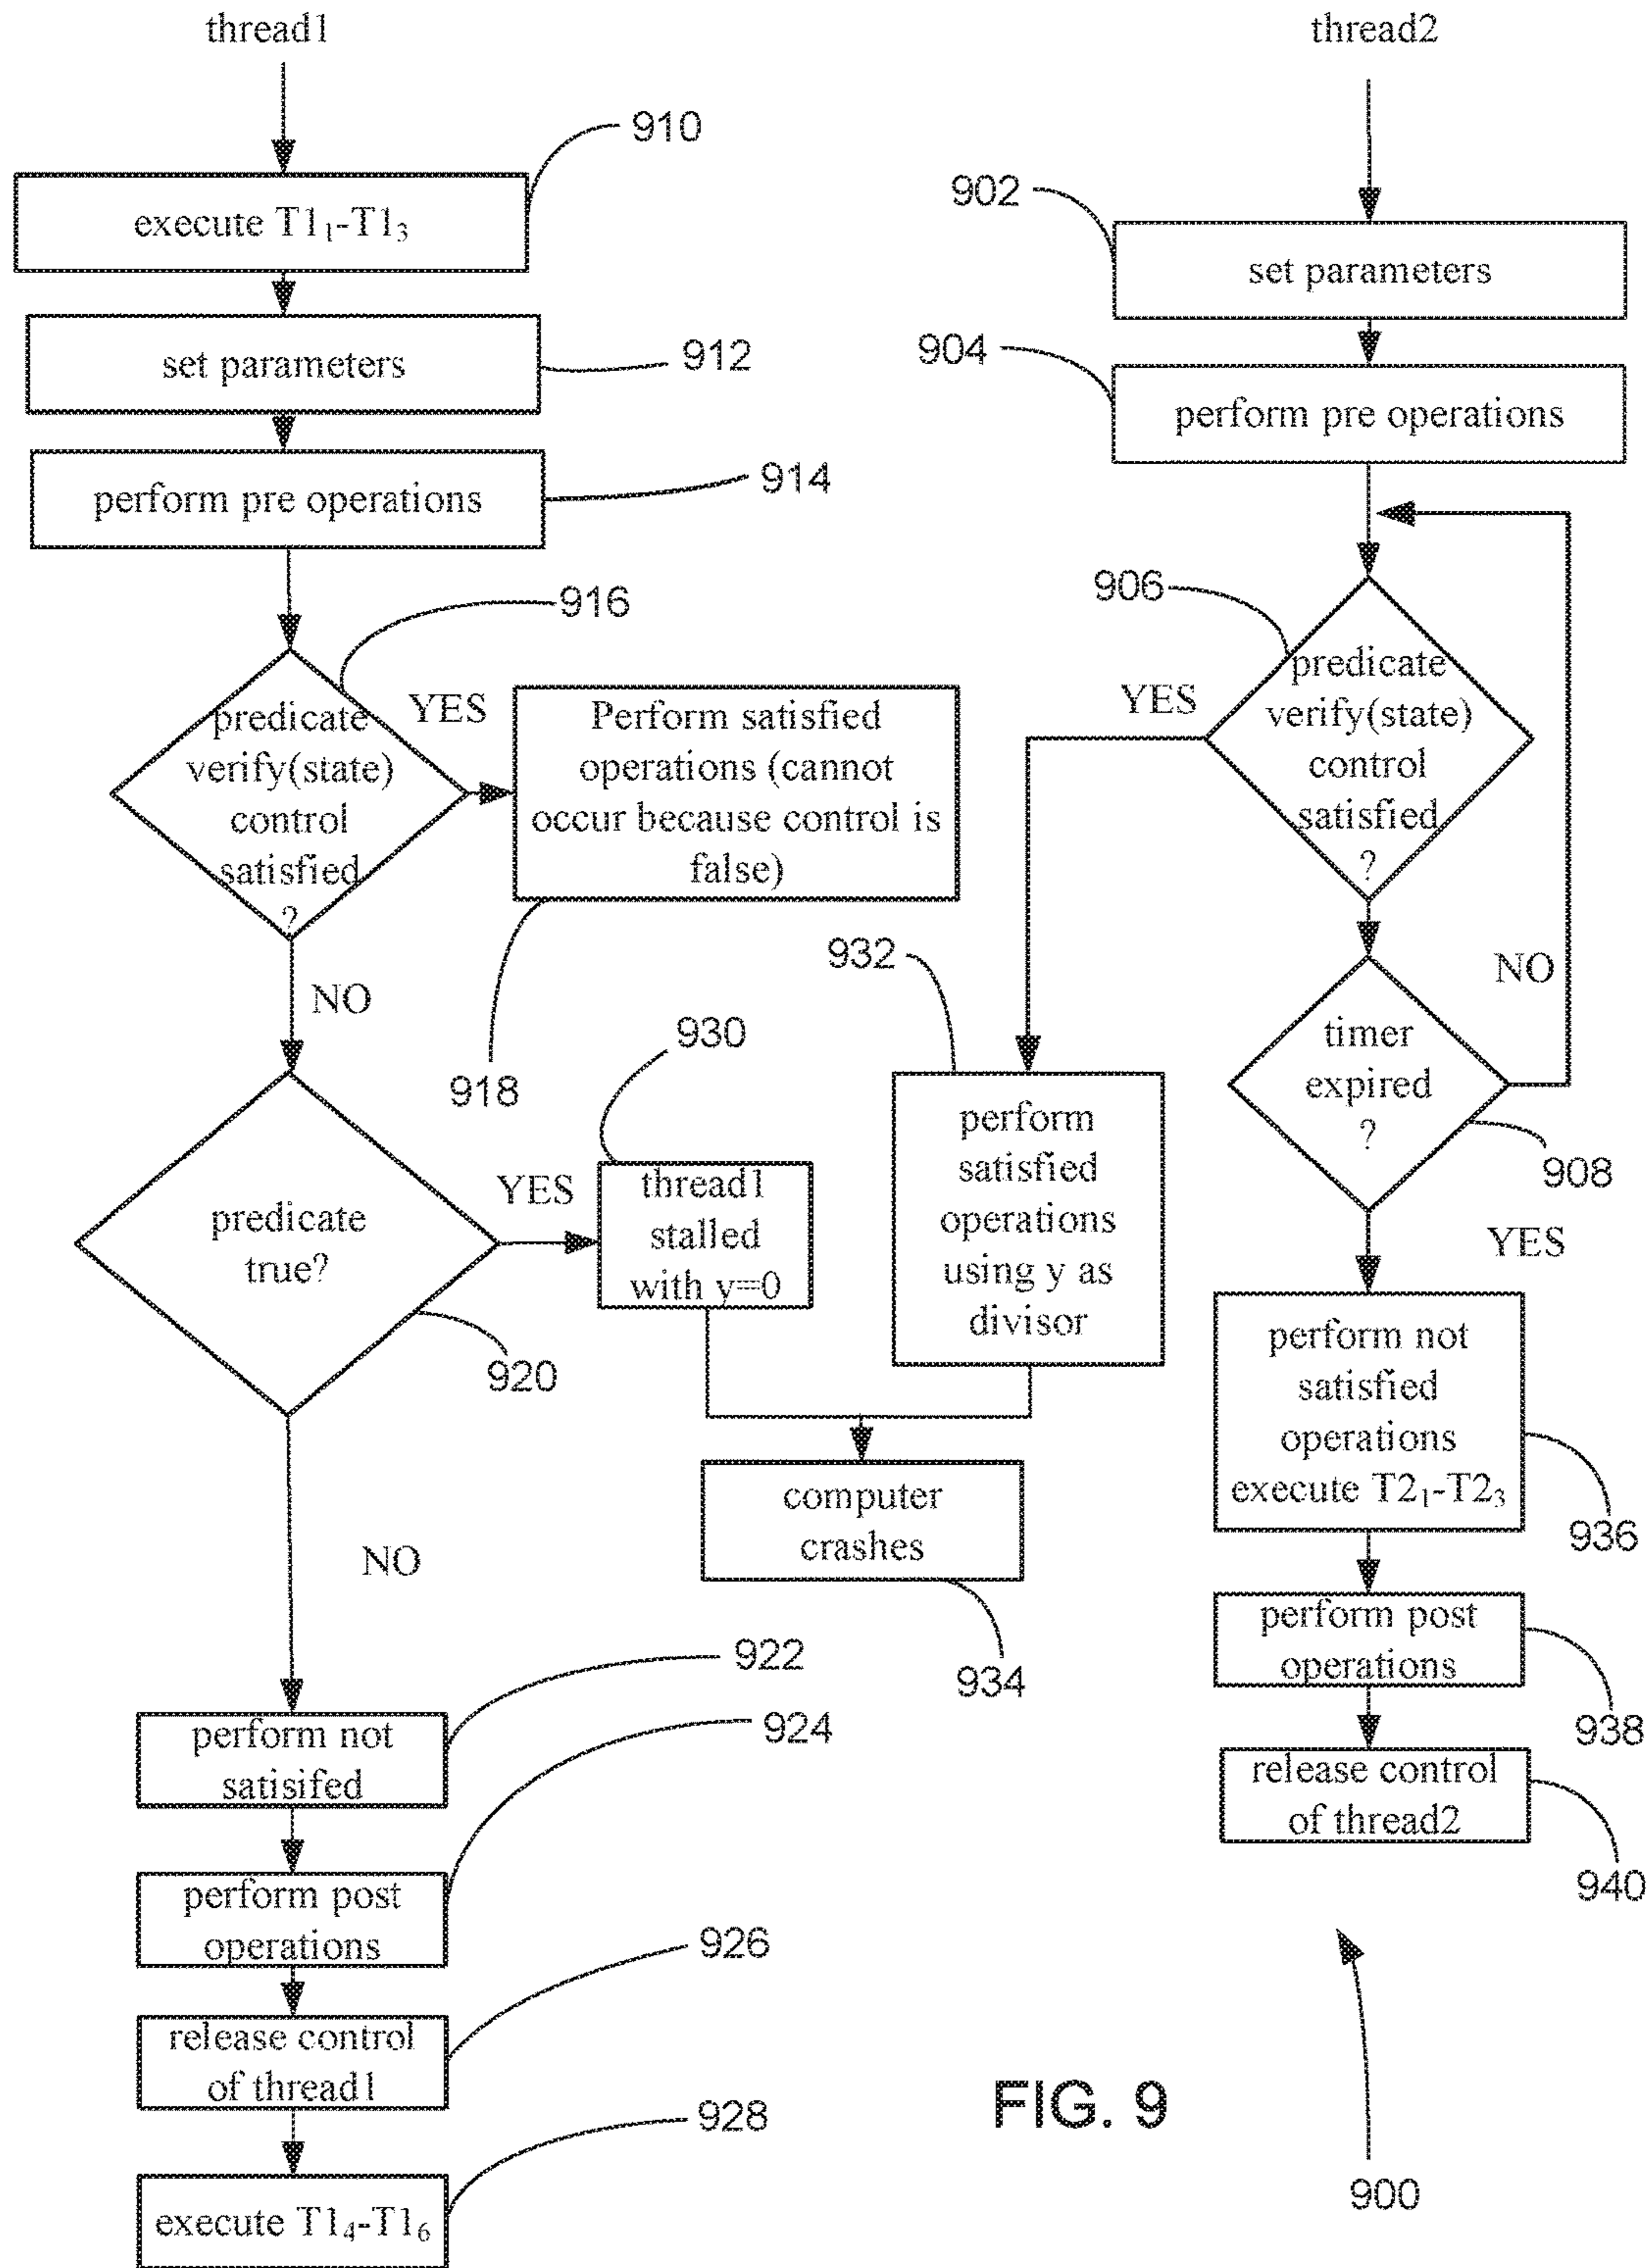 thread1
910
execute T1₁-T1₃
set parameters
912
perform pre operations
914
916
predicate
verify(state)
control
satisfied
?
YES
Perform satisfied
operations (cannot
occur because control is
false)
918
NO
predicate
true?
920
YES
930
thread1
stalled
with y=0
NO
922
perform not
satisifed
924
perform post
operations
926
release control
of thread1
928
execute T1₄-T1₆
thread2
902
set parameters
904
perform pre operations
906
predicate
verify(state)
control
satisfied
?
YES
932
perform
satisfied
operations
using y as
divisor
computer
crashes
934
NO
timer
expired
?
908
YES
perform not
satisfied
operations
execute T2₁-T2₃
936
perform post
operations
938
release control
of thread2
940
FIG. 9
900